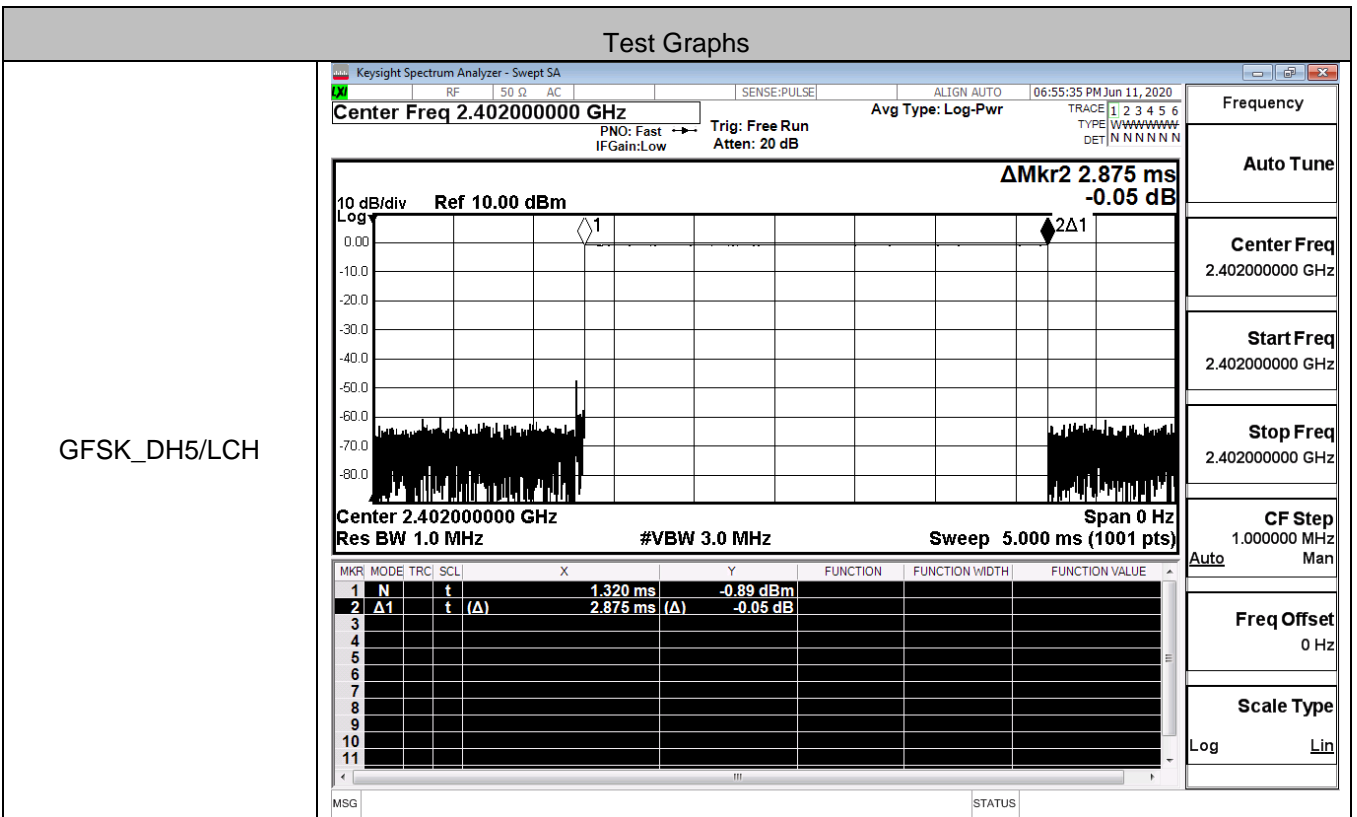 Test Graphs
GFSK_DH5/LCH
Keysight Spectrum Analyzer - Swept SA
LXI RF 50 Ω AC SENSE:PULSE ALIGN AUTO 06:55:35 PM Jun 11, 2020
Center Freq 2.402000000 GHz
PNO: Fast
IFGain:Low
Trig: Free Run
Atten: 20 dB
Avg Type: Log-Pwr
TRACE 1 2 3 4 5 6
TYPE WWWWWW
DET N N N N N N
ΔMkr2 2.875 ms
-0.05 dB
10 dB/div Ref 10.00 dBm
Log
1
2Δ1
0.00
-10.0
-20.0
-30.0
-40.0
-50.0
-60.0
-70.0
-80.0
Center 2.402000000 GHz Span 0 Hz
Res BW 1.0 MHz #VBW 3.0 MHz Sweep 5.000 ms (1001 pts)
MKR MODE TRC SCL X Y FUNCTION FUNCTION WIDTH FUNCTION VALUE
1 N t 1.320 ms -0.89 dBm
2 Δ1 t (Δ) 2.875 ms (Δ) -0.05 dB
3
4
5
6
7
8
9
10
11
MSG STATUS
Frequency
Auto Tune
Center Freq
2.402000000 GHz
Start Freq
2.402000000 GHz
Stop Freq
2.402000000 GHz
CF Step
1.000000 MHz
Auto Man
Freq Offset
0 Hz
Scale Type
Log Lin